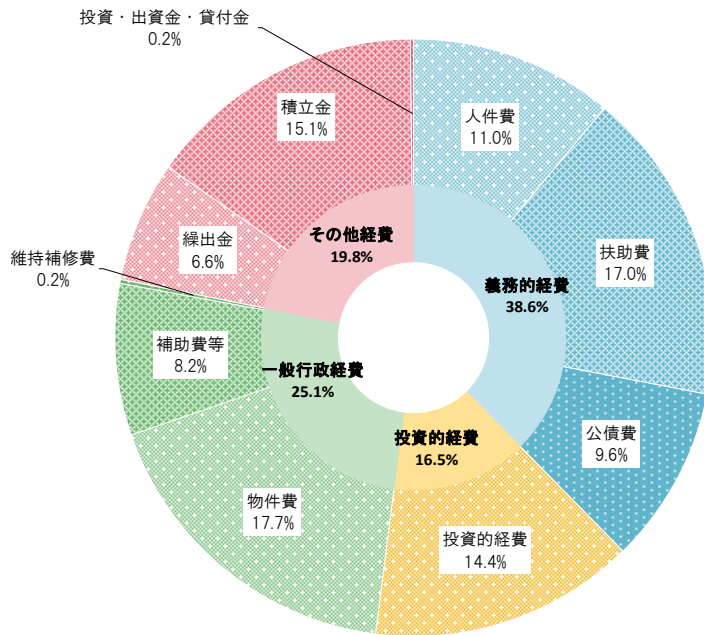 投資・出資金・貸付金
0.2%
人件費
11.0%
扶助費
17.0%
公債費
9.6%
投資的経費
14.4%
物件費
17.7%
補助費等
8.2%
維持補修費
0.2%
繰出金
6.6%
積立金
15.1%
その他経費
19.8%
義務的経費
38.6%
一般行政経費
25.1%
投資的経費
16.5%